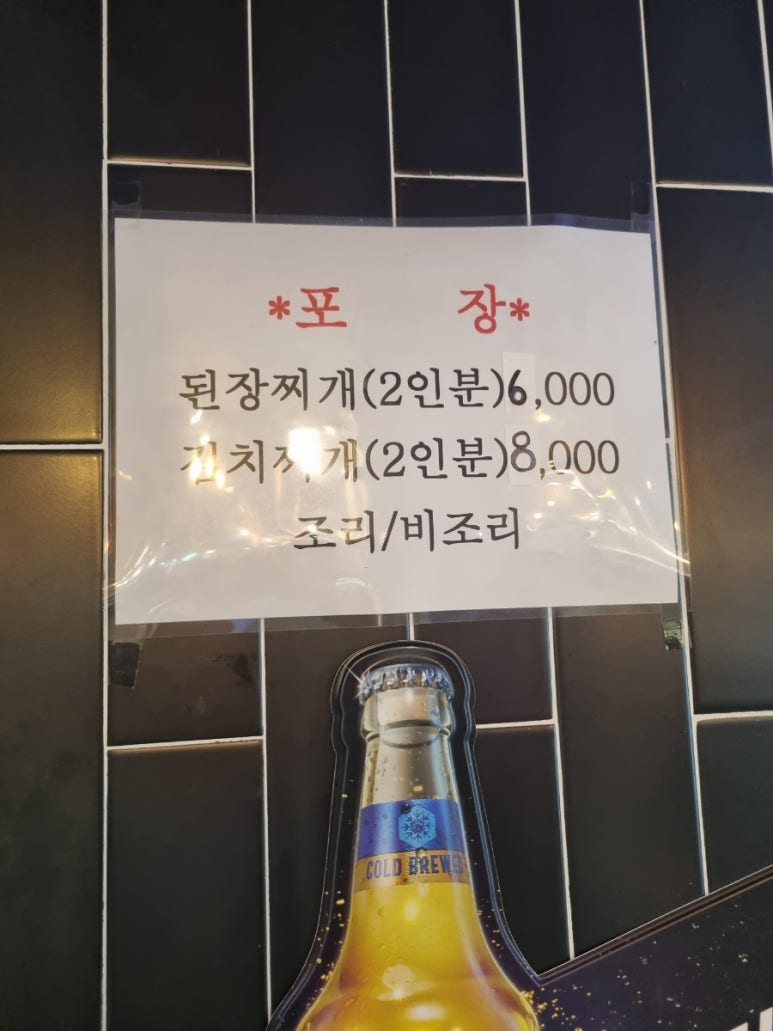 *포 장*
된장찌개(2인분)6,000
김치찌개(2인분)8,000
조리/비조리
COLD BREWED